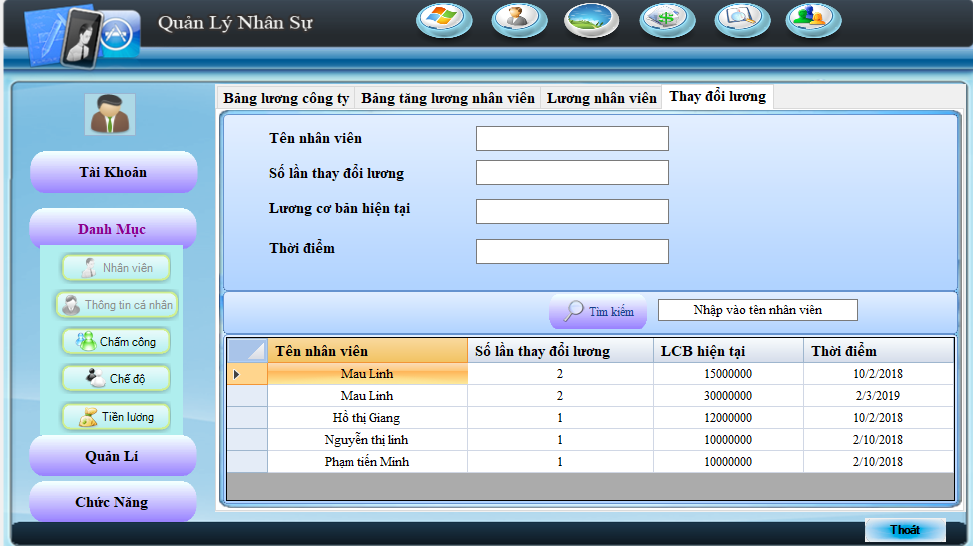 Quản Lý Nhân Sự
Bảng lương công ty Bảng tăng lương nhân viên Lương nhân viên Thay đổi lương
Tài Khoản
Danh Mục
Nhân viên
Thông tin cá nhân
Chấm công
Chế độ
Tiền lương
Quản Lí
Chức Năng
Tên nhân viên
Số lần thay đổi lương
Lương cơ bản hiện tại
Thời điểm
Tìm kiếm Nhập vào tên nhân viên
Tên nhân viên Số lần thay đổi lương LCB hiện tại Thời điểm
Mau Linh 2 15000000 10/2/2018
Mau Linh 2 30000000 2/3/2019
Hồ thị Giang 1 12000000 10/2/2018
Nguyễn thị linh 1 10000000 2/10/2018
Phạm tiến Minh 1 10000000 2/10/2018
Thoát